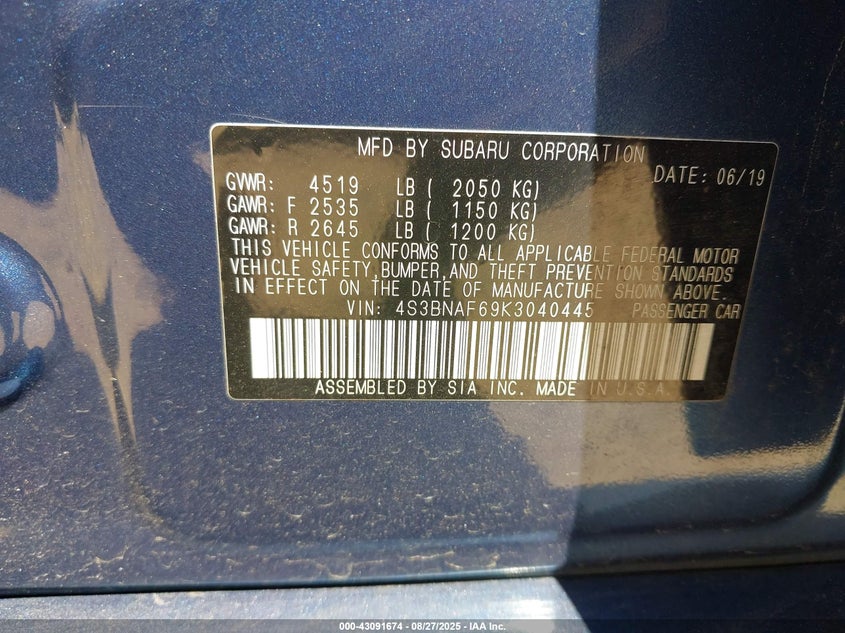 MFD BY SUBARU CORPORATION
DATE: 06/19
GVWR: 4519 LB ( 2050 KG)
GAWR: F 2535 LB ( 1150 KG)
GAWR: R 2645 LB ( 1200 KG)
THIS VEHICLE CONFORMS TO ALL APPLICABLE FEDERAL MOTOR
VEHICLE SAFETY,BUMPER,AND THEFT PREVENTION STANDARDS
IN EFFECT ON THE DATE OF MANUFACTURE SHOWN ABOVE.
VIN: 4S3BNAF69K3040445 PASSENGER CAR
ASSEMBLED BY SIA INC. MADE IN U.S.A.
000-43091674 | 08/27/2025 - IAA Inc.